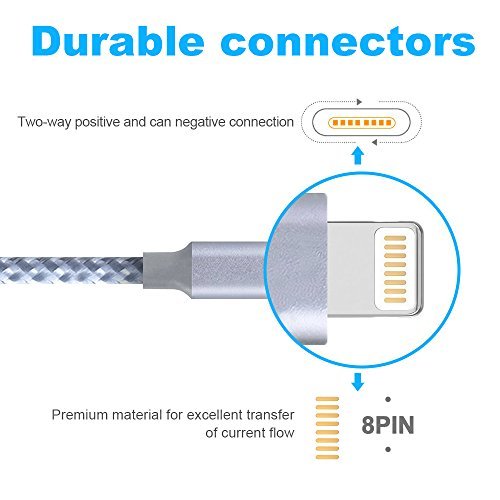 Durable connectors
Two-way positive and can negative connection
Premium material for excellent transfer
of current flow
8PIN